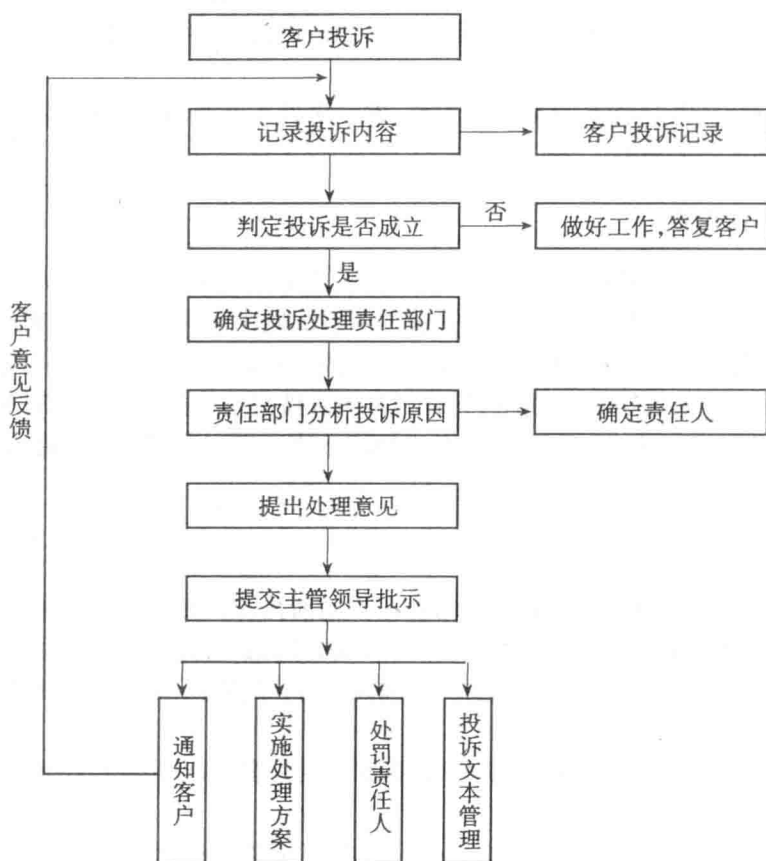 客户投诉
记录投诉内容
客户投诉记录
判定投诉是否成立
否
做好工作,答复客户
是
确定投诉处理责任部门
客户意见反馈
责任部门分析投诉原因
确定责任人
提出处理意见
提交主管领导批示
通知客户
实施处理方案
处罚责任人
投诉文本管理